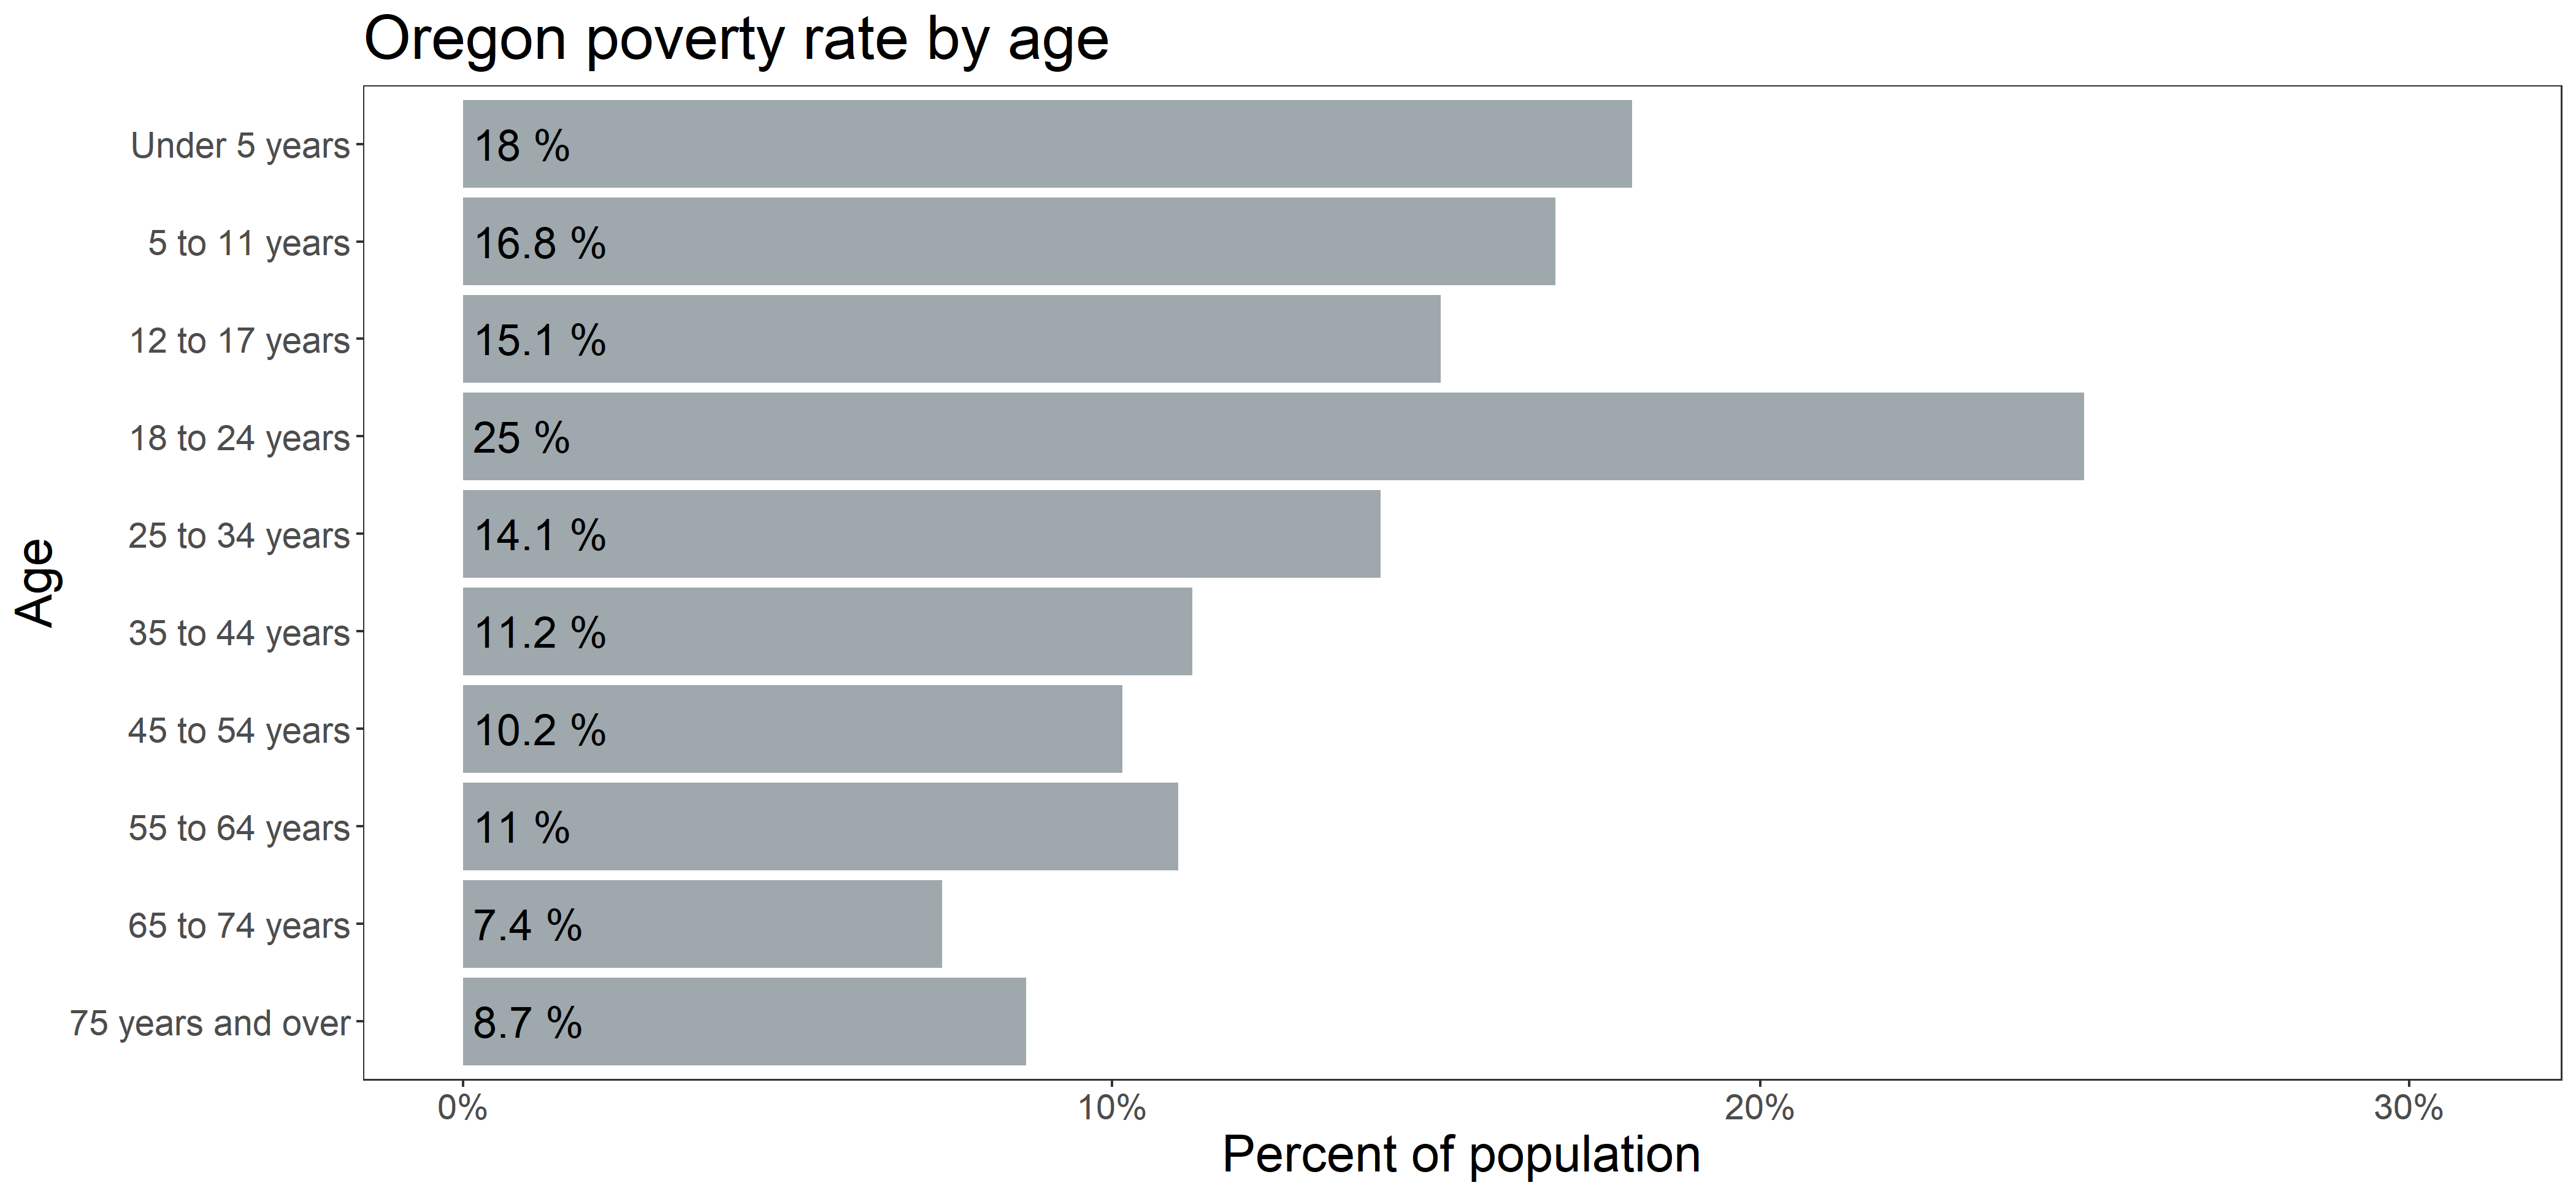 Oregon poverty rate by age
Under 5 years 18 %
5 to 11 years 16.8 %
12 to 17 years 15.1 %
18 to 24 years 25 %
25 to 34 years 14.1 %
35 to 44 years 11.2 %
45 to 54 years 10.2 %
55 to 64 years 11 %
65 to 74 years 7.4 %
75 years and over 8.7 %
Age
0% 10% 20% 30%
Percent of population